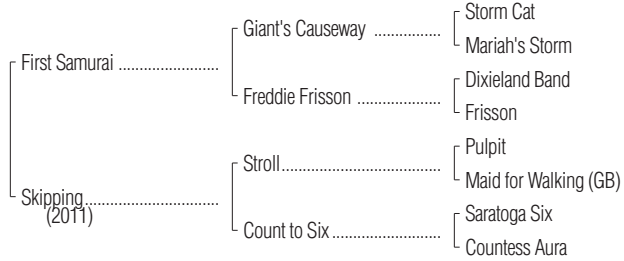 Storm Cat
Giant's Causeway ................
Mariah's Storm
First Samurai ........................
Dixieland Band
Freddie Frisson ....................
Frisson
Pulpit
Stroll......................................
Maid for Walking (GB)
Skipping................................
(2011)
Saratoga Six
Count to Six..........................
Countess Aura